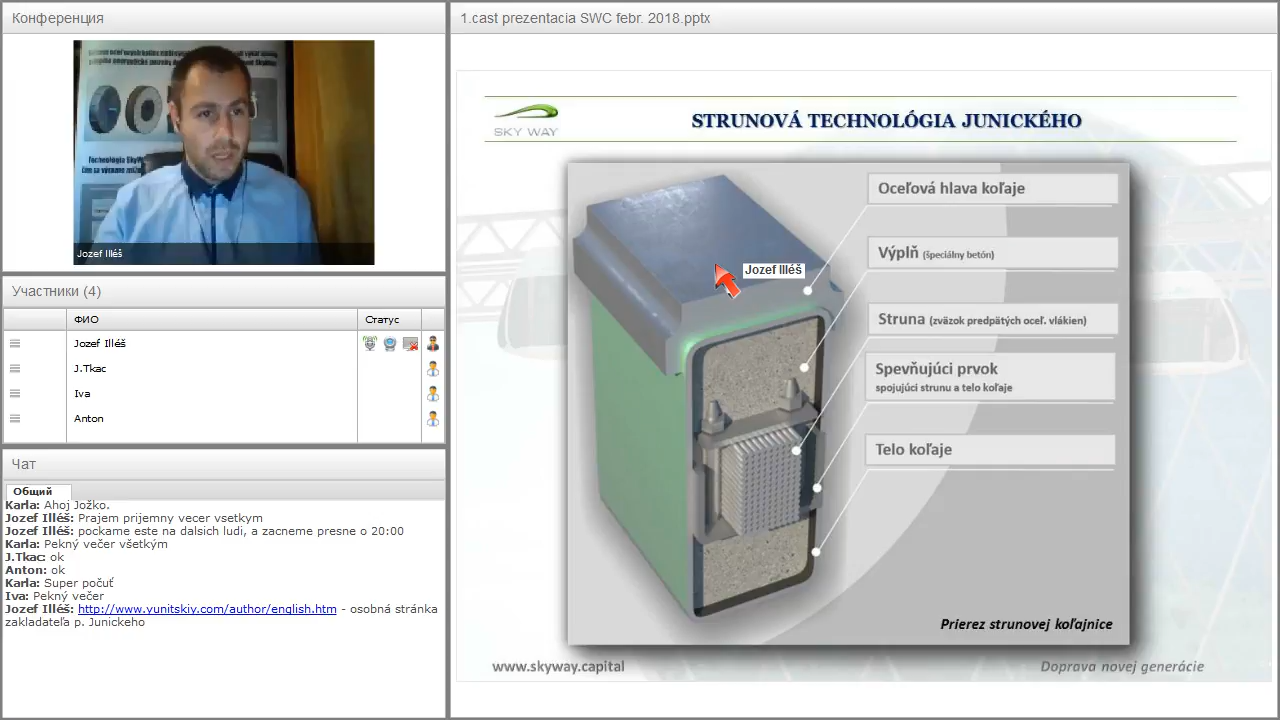 Конференция
Jozef Illéš
Участники (4)
ФИО
Статус
Jozef Illéš
J.Tkac
Iva
Anton
Чат
Общий
Karla: Ahoj Jožko.
Jozef Illéš: Prajem prijemny vecer vsetkym
Jozef Illéš: pockame este na dalsich ludi, a zacneme presne o 20:00
Karla: Pekný večer všetkým
J.Tkac: ok
Anton: ok
Karla: Super počuť
Iva: Pekný večer
Jozef Illéš: http://www.yunitskiy.com/author/english.htm - osobná stránka
zakladateľa p. Junickeho
1.cast prezentacia SWC febr. 2018.pptx
SKY WAY
STRUNOVÁ TECHNOLÓGIA JUNICKÉHO
Oceľová hlava koľaje
Výplň (špeciálny betón)
Jozef Illéš
Struna (zväzok predpätých oceľ. vlákien)
Spevňujúci prvok
spojujúci strunu a telo koľaje
Telo koľaje
Prierez strunovej koľajnice
www.skyway.capital
Doprava novej generácie